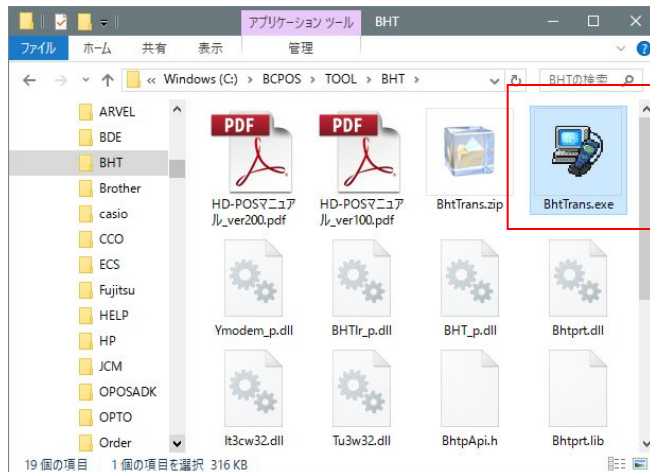 アプリケーション ツール
BHT
ファイル
ホーム
共有
表示
管理
« Windows (C:) › BCPOS › TOOL › BHT ›
BHTの検索
ARVEL
BDE
BHT
Brother
casio
CCO
ECS
Fujitsu
HELP
HP
JCM
OPOSADK
OPTO
Order
PDF
PDF
HD-POSマニュア
ル_ver200.pdf
HD-POSマニュア
ル_ver100.pdf
BhtTrans.zip
BhtTrans.exe
Ymodem_p.dll
BHTIr_p.dll
BHT_p.dll
Bhtprt.dll
It3cw32.dll
Tu3w32.dll
BhtpApi.h
Bhtprt.lib
19 個の項目
1 個の項目を選択 316 KB